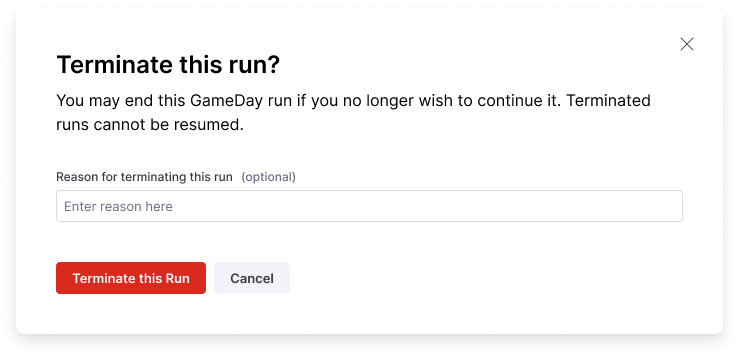 Terminate this run?
You may end this GameDay run if you no longer wish to continue it. Terminated
runs cannot be resumed.
Reason for terminating this run (optional)
Enter reason here
Terminate this Run Cancel